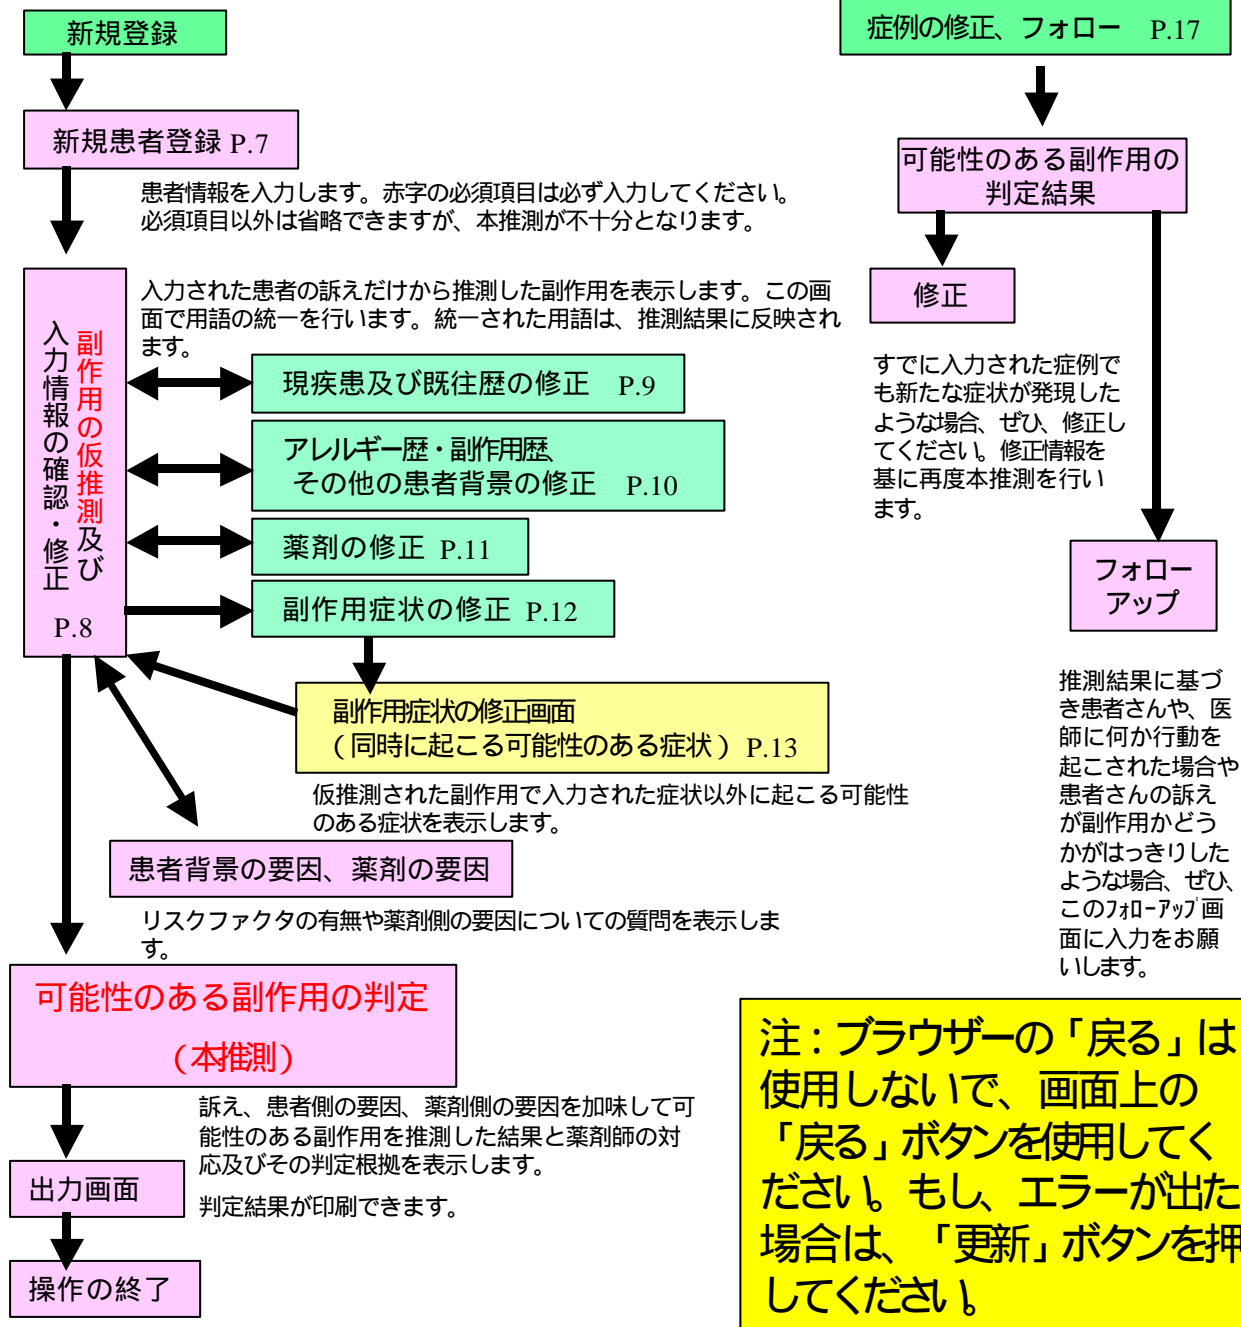 新規登録
新規患者登録 P.7
患者情報を入力します。赤字の必須項目は必ず入力してください。
必須項目以外は省略できますが、本推測が不十分となります。
副作用の仮推測及び
入力情報の確認・修正
P.8
入力された患者の訴えだけから推測した副作用を表示します。この画
面で用語の統一を行います。統一された用語は、推測結果に反映され
ます。
現疾患及び既往歴の修正 P.9
アレルギー歴・副作用歴、
その他の患者背景の修正 P.10
薬剤の修正 P.11
副作用症状の修正 P.12
副作用症状の修正画面
(同時に起こる可能性のある症状) P.13
仮推測された副作用で入力された症状以外に起こる可能性
のある症状を表示します。
患者背景の要因、薬剤の要因
リスクファクタの有無や薬剤側の要因についての質問を表示しま
す。
可能性のある副作用の判定
(本推測)
訴え、患者側の要因、薬剤側の要因を加味して可
能性のある副作用を推測した結果と薬剤師の対
応及びその判定根拠を表示します。
出力画面
判定結果が印刷できます。
操作の終了
症例の修正、フォロー P.17
可能性のある副作用の
判定結果
修正
すでに入力された症例で
も新たな症状が発現した
ような場合、ぜひ、修正し
てください。修正情報を
基に再度本推測を行い
ます。
フォロー
アップ
推測結果に基づ
き患者さんや、医
師に何か行動を
起こされた場合や
患者さんの訴え
が副作用かどう
かがはっきりした
ような場合、ぜひ、
このﾌｫﾛｰｱｯﾌﾟ画
面に入力をお願
いします。
注:ブラウザーの「戻る」は
使用しないで、画面上の
「戻る」ボタンを使用してく
ださい。もし、エラーが出た
場合は、「更新」ボタンを押
してください。